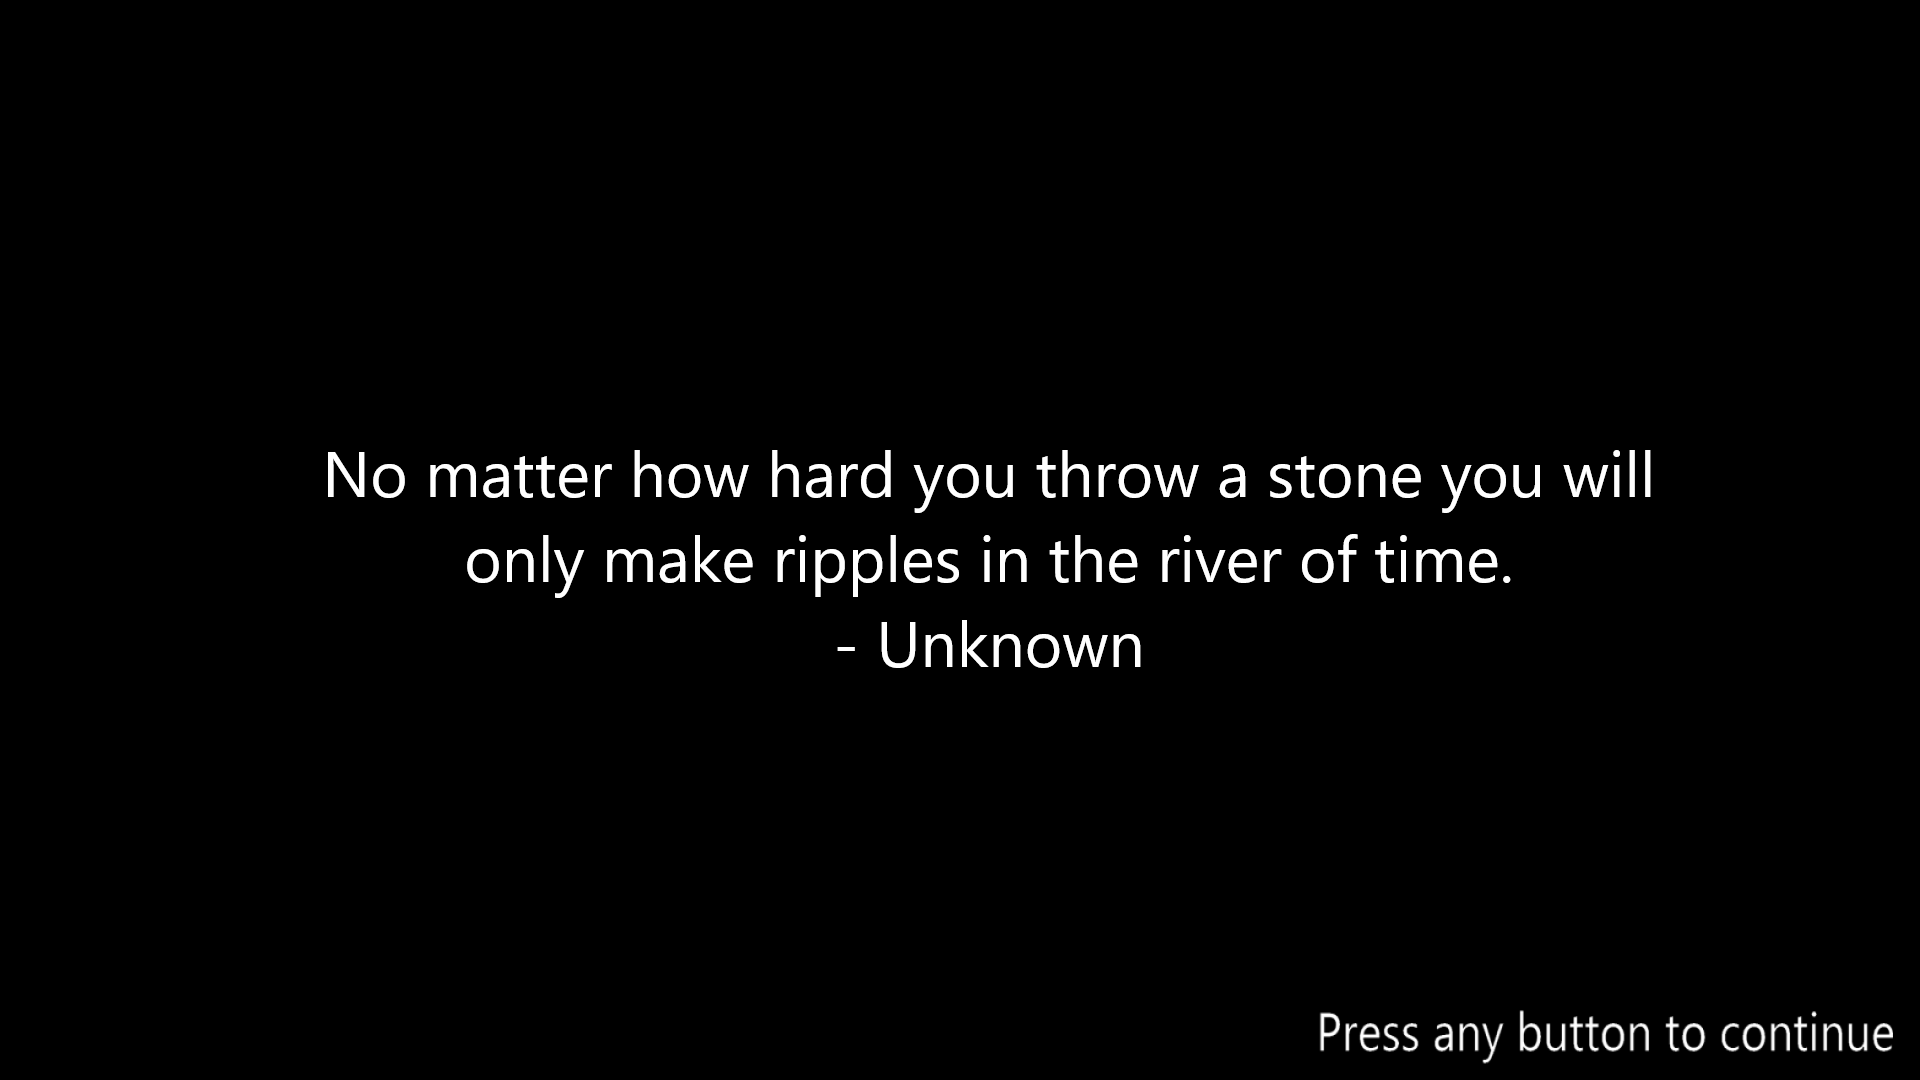 No matter how hard you throw a stone you will
only make ripples in the river of time.
- Unknown
Press any button to continue